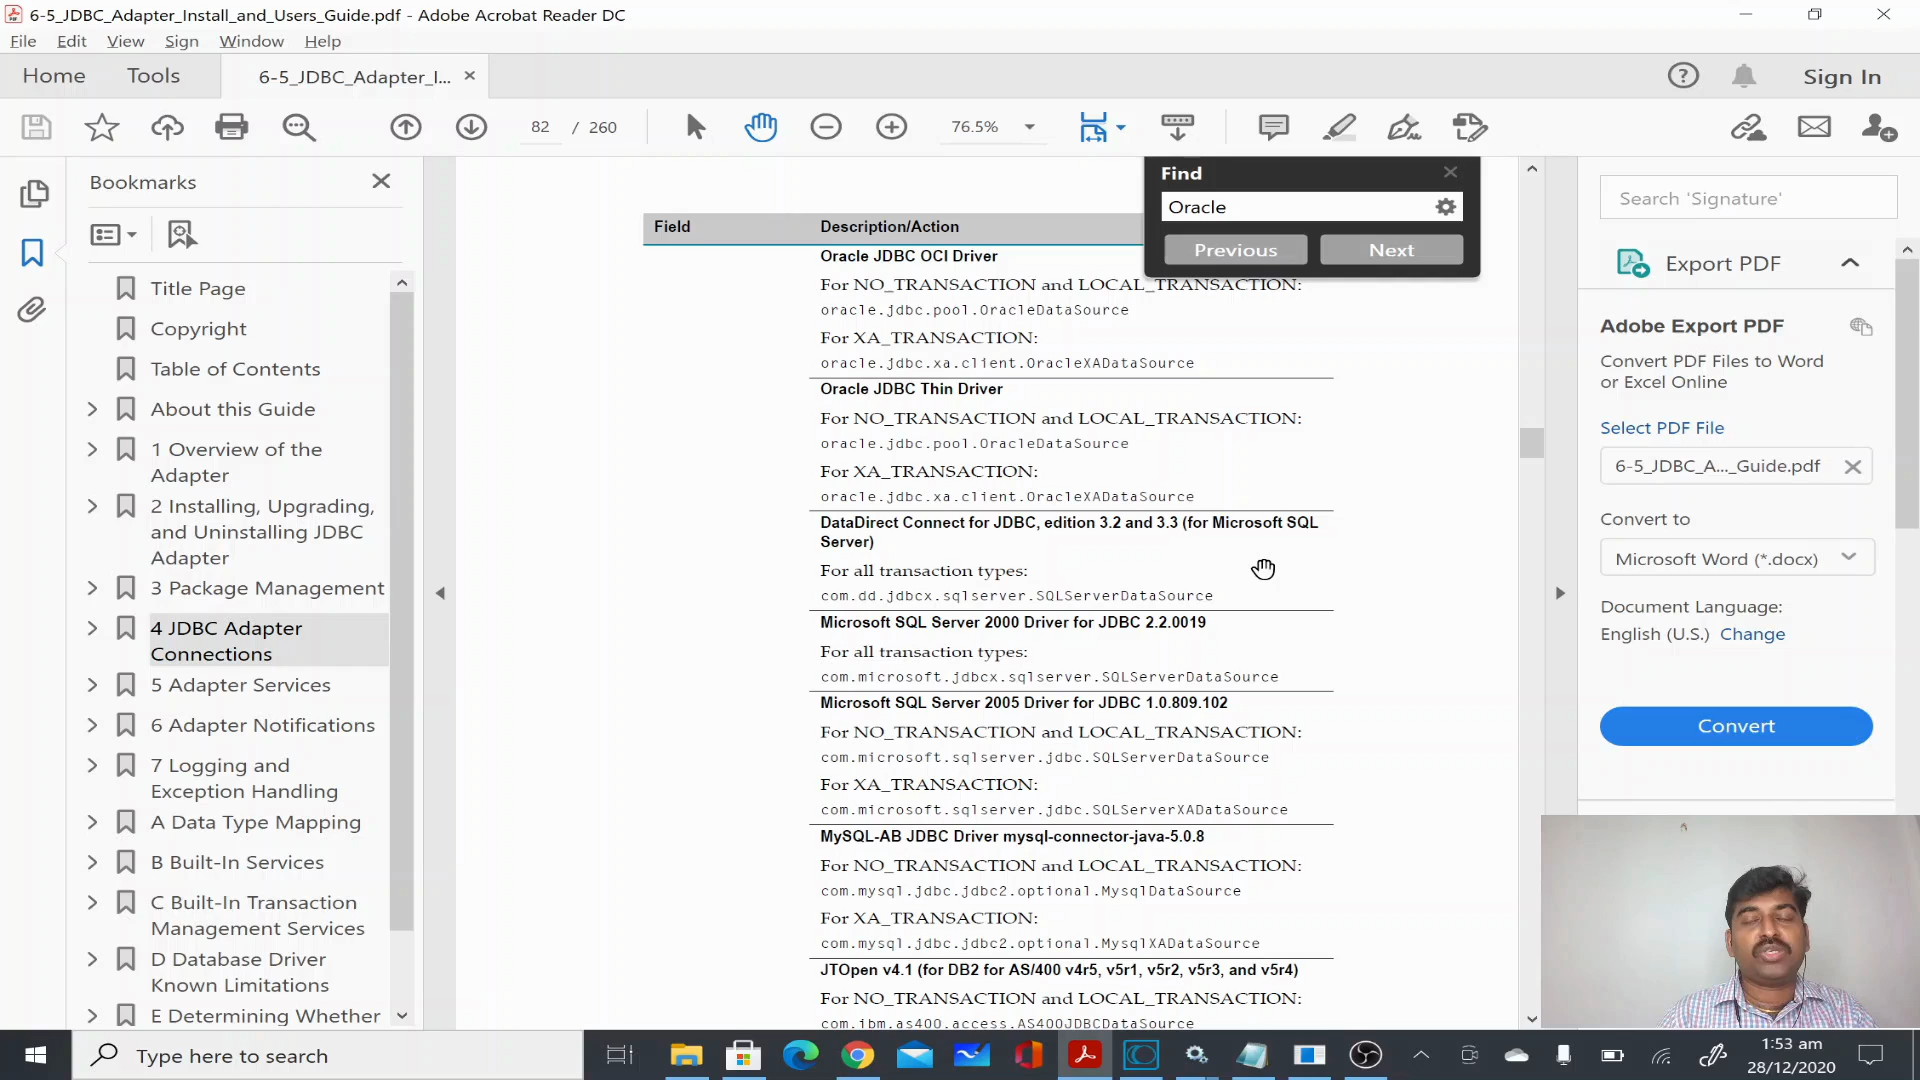 6-5_JDBC_Adapter_Install_and_Users_Guide.pdf - Adobe Acrobat Reader DC
File Edit View Sign Window Help
Home Tools 6-5_JDBC_Adapter_I... Sign In
82 / 260 76.5%
Bookmarks
Title Page
Copyright
Table of Contents
About this Guide
1 Overview of the
Adapter
2 Installing, Upgrading,
and Uninstalling JDBC
Adapter
3 Package Management
4 JDBC Adapter
Connections
5 Adapter Services
6 Adapter Notifications
7 Logging and
Exception Handling
A Data Type Mapping
B Built-In Services
C Built-In Transaction
Management Services
D Database Driver
Known Limitations
E Determining Whether
Field Description/Action
Oracle JDBC OCI Driver
For NO_TRANSACTION and LOCAL_TRANSACTION:
oracle.jdbc.pool.OracleDataSource
For XA_TRANSACTION:
oracle.jdbc.xa.client.OracleXADataSource
Oracle JDBC Thin Driver
For NO_TRANSACTION and LOCAL_TRANSACTION:
oracle.jdbc.pool.OracleDataSource
For XA_TRANSACTION:
oracle.jdbc.xa.client.OracleXADataSource
DataDirect Connect for JDBC, edition 3.2 and 3.3 (for Microsoft SQL
Server)
For all transaction types:
com.dd.jdbcx.sqlserver.SQLServerDataSource
Microsoft SQL Server 2000 Driver for JDBC 2.2.0019
For all transaction types:
com.microsoft.jdbcx.sqlserver.SQLServerDataSource
Microsoft SQL Server 2005 Driver for JDBC 1.0.809.102
For NO_TRANSACTION and LOCAL_TRANSACTION:
com.microsoft.sqlserver.jdbc.SQLServerDataSource
For XA_TRANSACTION:
com.microsoft.sqlserver.jdbc.SQLServerXADataSource
MySQL-AB JDBC Driver mysql-connector-java-5.0.8
For NO_TRANSACTION and LOCAL_TRANSACTION:
com.mysql.jdbc.jdbc2.optional.MysqlDataSource
For XA_TRANSACTION:
com.mysql.jdbc.jdbc2.optional.MysqlXADataSource
JTOpen v4.1 (for DB2 for AS/400 v4r5, v5r1, v5r2, v5r3, and v5r4)
For NO_TRANSACTION and LOCAL_TRANSACTION:
com.ibm.as400.access.AS400JDBCDataSource
Find
Oracle
Previous Next
Search 'Signature'
Export PDF
Adobe Export PDF
Convert PDF Files to Word
or Excel Online
Select PDF File
6-5_JDBC_A..._Guide.pdf
Convert to
Microsoft Word (*.docx)
Document Language:
English (U.S.) Change
Convert
Type here to search
1:53 am
28/12/2020